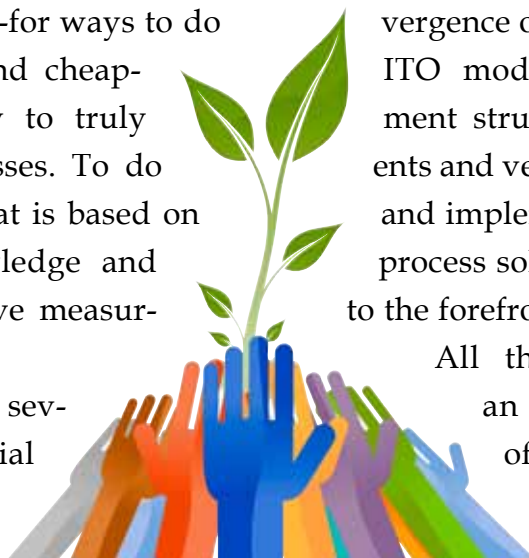 -for ways to do
nd cheap-
to truly
sses. To do
at is based on
ledge and
ve measur-
sev-
ial
vergence o
ITO mod
ment stru
ents and ve
and imple
process so
to the forefro
All th
an
of